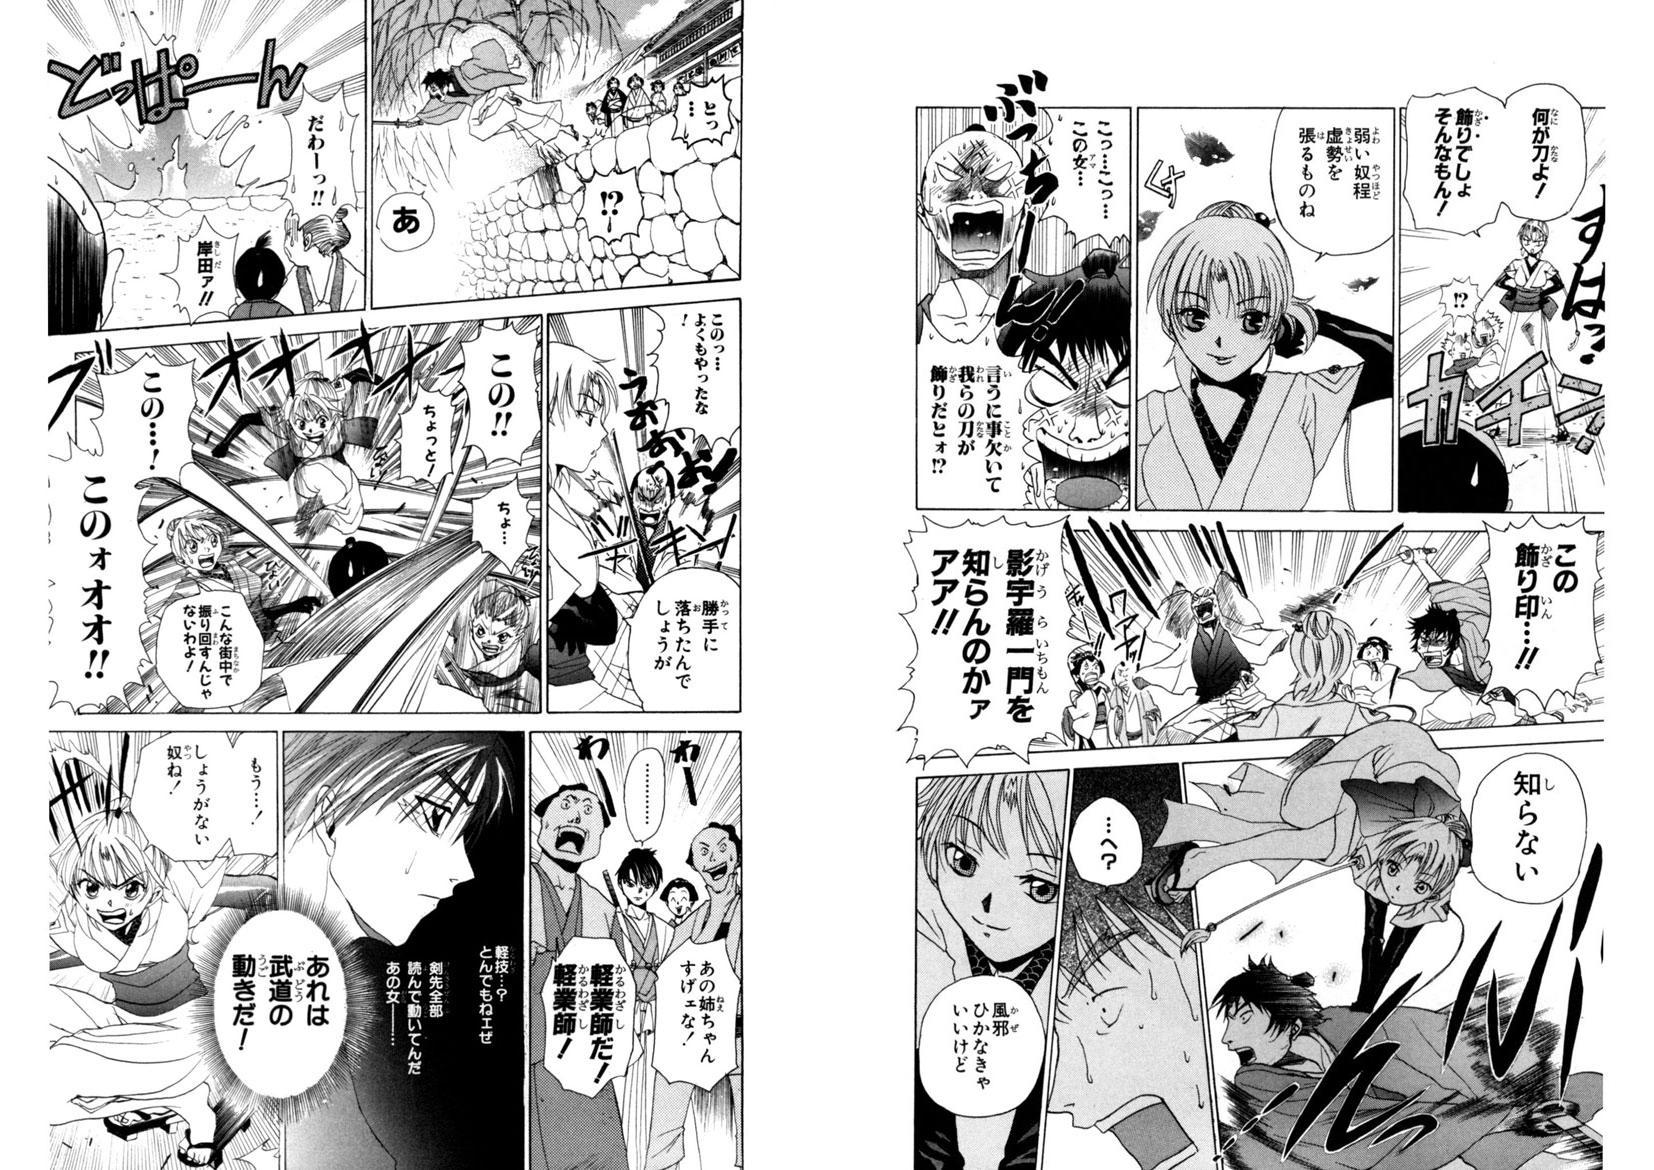 何が刀よ！
飾りでしょ
そんなもん！
すぱっ
!?
ガキィン
弱い奴程
虚勢を
張るものね
くす
ぶっちーん！
こっ…こっ…
この女…
言うに事欠いて
我らの刀が
飾りだとォ!?
この
飾り印…!!
影宇羅一門を
知らんのかァ
アア!!
知らない
…へ？
風邪
ひかなきゃ
いいけど
とっ
…
!?
あ
どっぱーん
だわーっ!!
岸田ァ!!
このっ…
よくもやったな
！
うおおおお
勝手に
落ちたんで
しょうが
この!!
ちょっと！
ちょ…
この…！
こんな街中で
振り回すんじゃ
ないわよ！
このォオオ!!
わー
わー
………
あの姉ちゃん
すげェな！
軽業師だ！
軽業師！
軽技…？
とんでもねェぜ
剣先全部
読んで動いてんだ
あの女――
あれは
武道の
動きだ！
もう…！
しょうがない
奴ね！